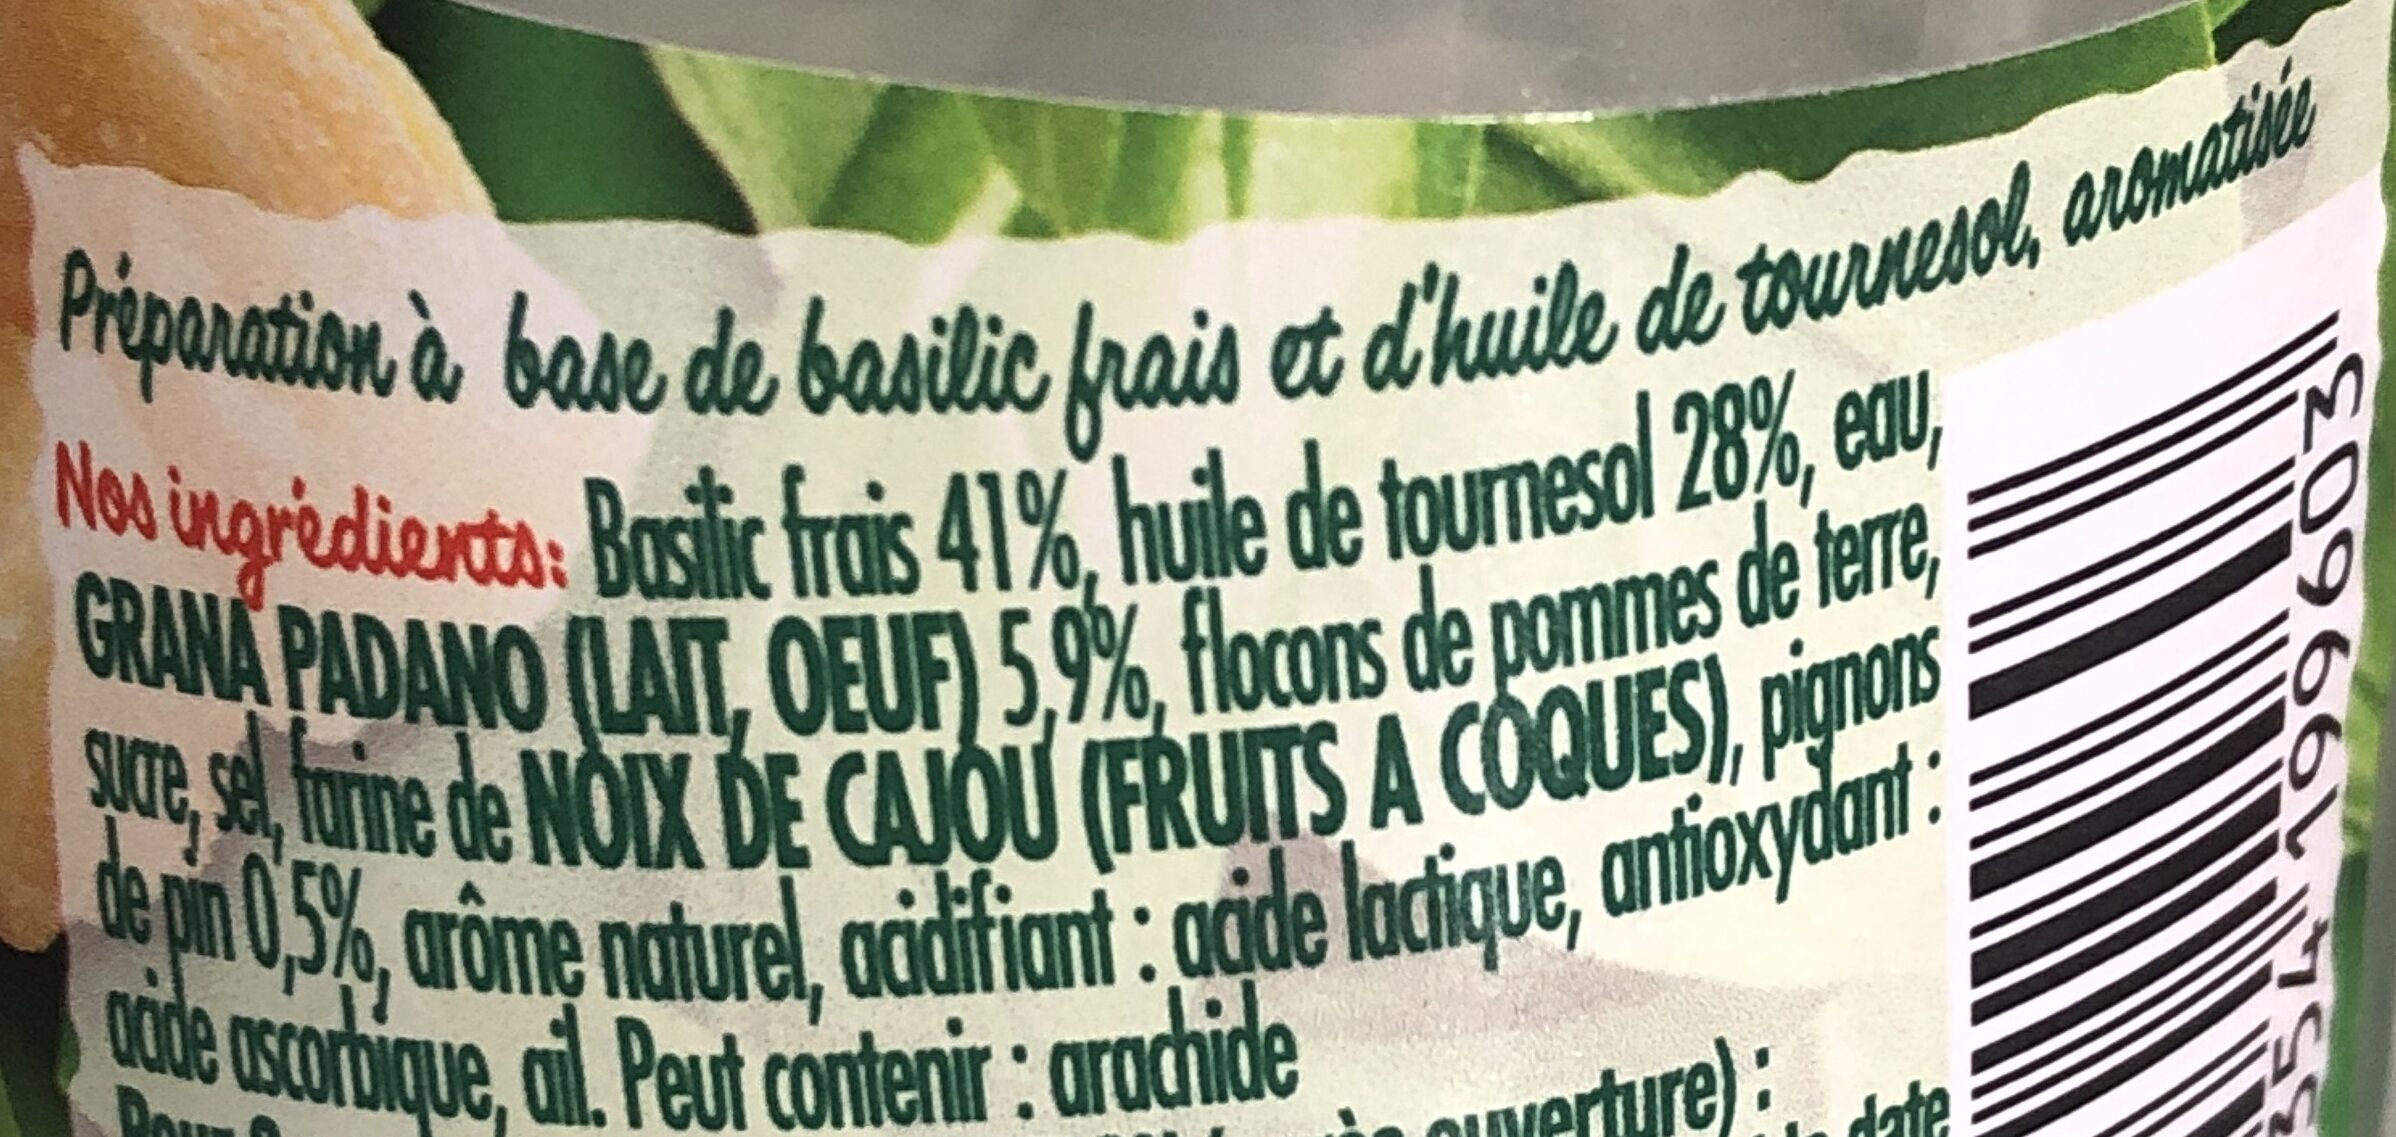 Préparation à base de basilic frais et d'huile de tournesol, aromatisée
Nos ingrédients: Basilic frais 41%, huile de tournesol 28%, eau,
GRANA PADANO (LAIT, OEUF) 5,9%, flocons de pommes de terre,
sucre, sel, farine de NOIX DE CAJOU (FRUITS A COQUES), pignons
de pin 0,5%, arôme naturel, acidifiant : acide lactique, antioxydant :
acide ascorbique, ail. Peut contenir : arachide
ouverture) :
date
354199603